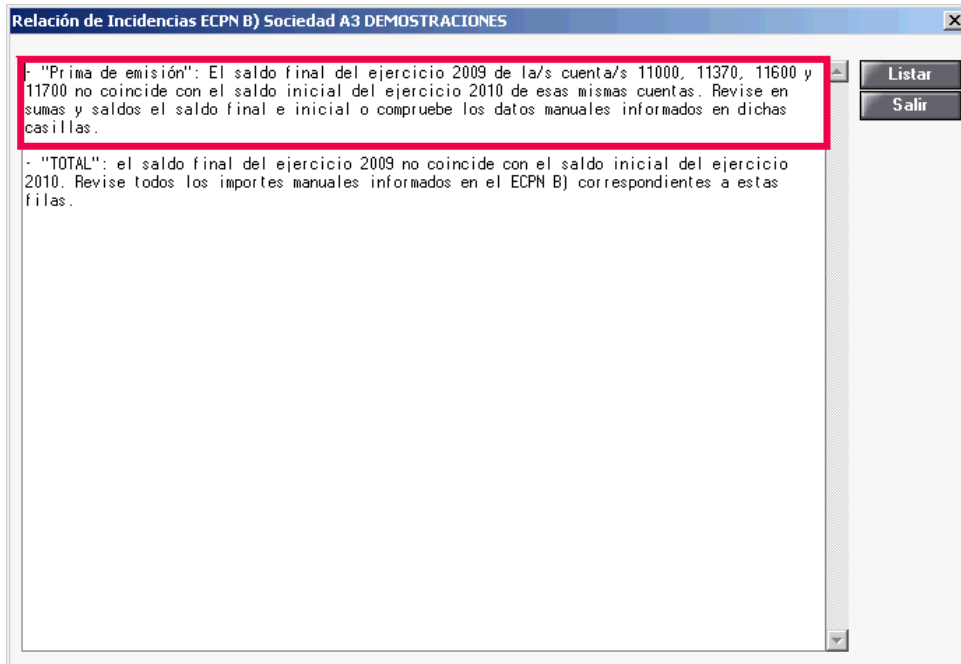 Relación de Incidencias ECPN B) Sociedad A3 DEMOSTRACIONES
- "Prima de emisión": El saldo final del ejercicio 2009 de la/s cuenta/s 11000, 11370, 11600 y
11700 no coincide con el saldo inicial del ejercicio 2010 de esas mismas cuentas. Revise en
sumas y saldos el saldo final e inicial o compruebe los datos manuales informados en dichas
casillas.
- "TOTAL": el saldo final del ejercicio 2009 no coincide con el saldo inicial del ejercicio
2010. Revise todos los importes manuales informados en el ECPN B) correspondientes a estas
filas.
Listar
Salir